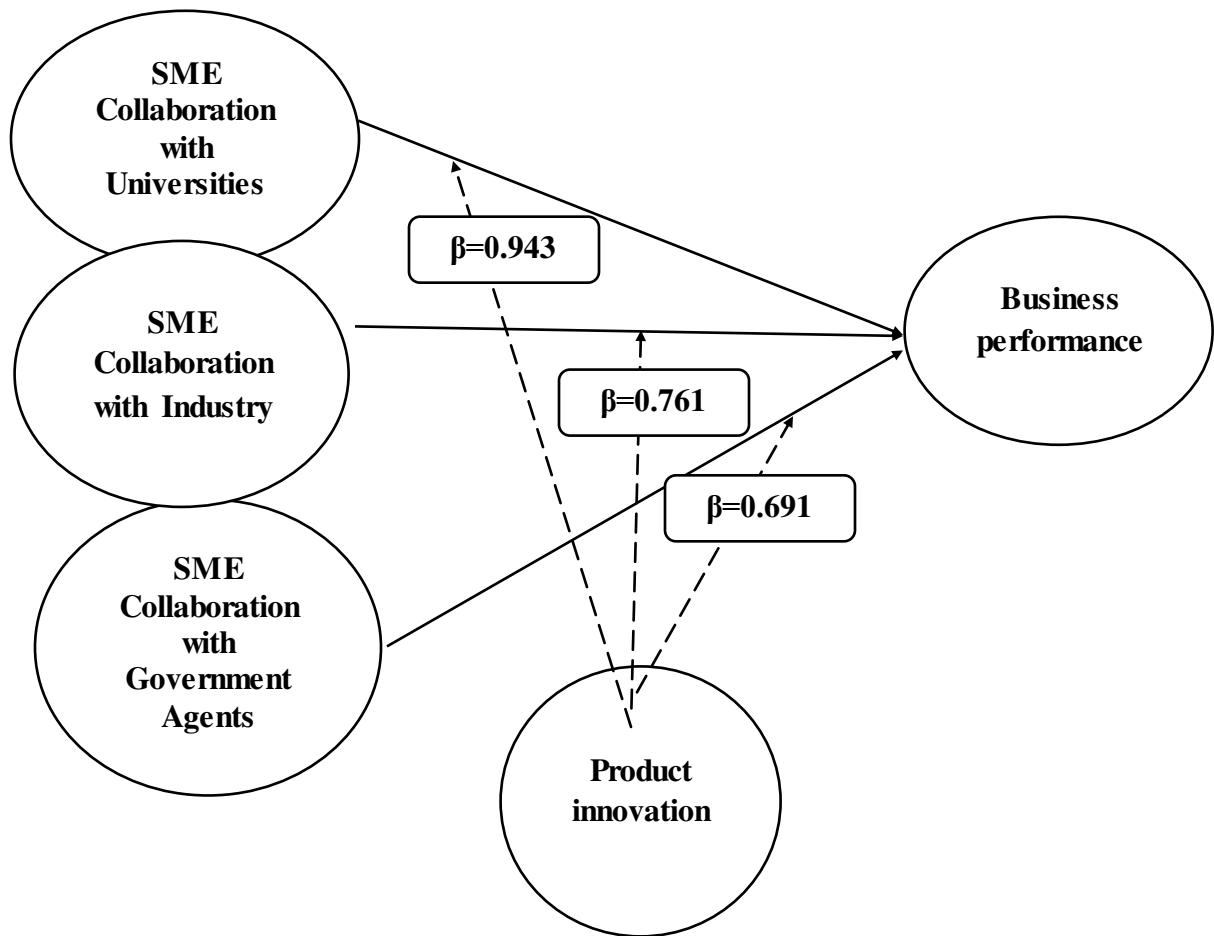 SME
Collaboration
with
Universities
β=0.943
SME
Collaboration
with Industry
Business
performance
β=0.761
β=0.691
SME
Collaboration
with
Government
Agents
Product
innovation